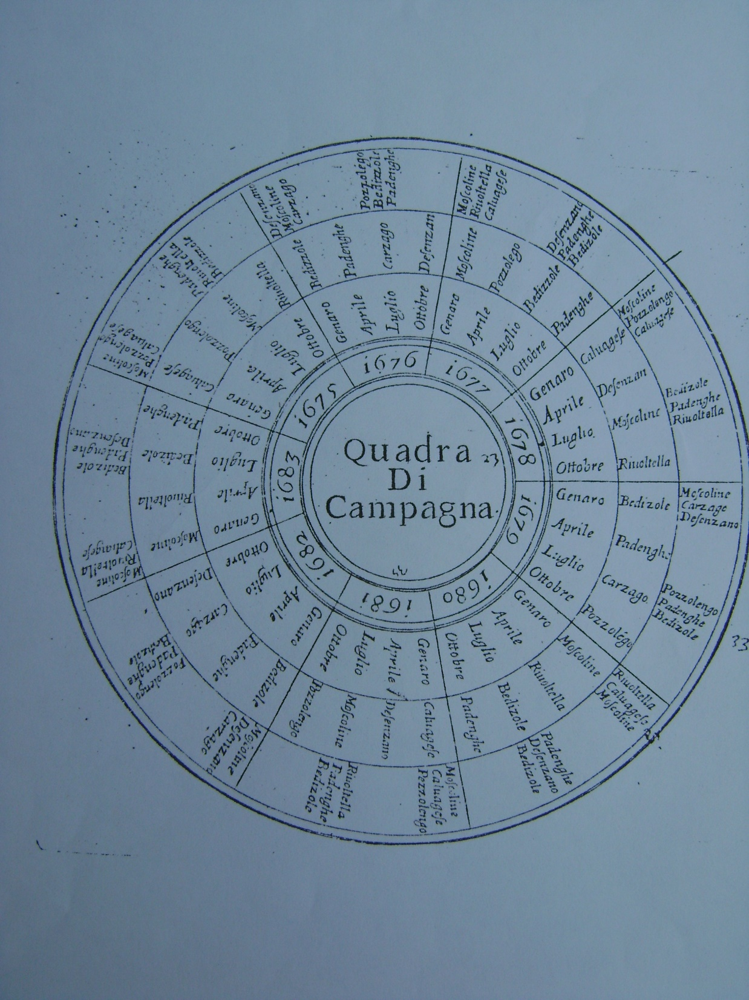 Quadra
Di
Campagna
23
33
33
1675
Genaro
Aprila
Luglio
Ottobre
Caluagese
Pozzolengo
Moscoline
Riuoltella
Moscoline
Pozzolengo
Caluagese
Padenghe
Riuoltella
Bedizzole
1676
Genaro
Aprile
Luglio
Ottobre
Bedizzole
Padenghe
Carzago
Desenzan
Desenzano
Moscoline
Carzago
Pozzolégo
Bedizzole
Padenghe
1677
Genaro
Aprile
Luglio
Ottobre
Moscoline
Pozzolego
Bedizzole
Padenghe
Moscoline
Riuoltella
Caluagese
Desenzano
Padenghe
Bedizole
1678
Genaro
Aprile
Luglio
Ottobre
Caluagese
Desenzan
Moscoline
Riuoltella
Moscoline
Pozzolengo
Caluagese
Bedizole
Padenghe
Riuoltella
1679
Genaro
Aprile
Luglio
Ottobre
Bedizole
Padenghe
Carzago
Pozzolégo
Moscoline
Carzago
Desenzano
Pozzolengo
Padenghe
Bedizole
1680
Genaro
Aprile
Luglio
Ottobre
Moscoline
Riuoltella
Bedizole
Padenghe
Riuoltella
Caluagese
Moscoline
Padenghe
Desenzano
Bedizole
1681
Genaro
Aprile
Luglio
Ottobre
Caluagese
Desenzano
Moscoline
Pozzolengo
Moscoline
Caluagese
Pozzolengo
Riuoltella
Padenghe
Bedizole
1682
Genaro
Aprile
Luglio
Ottobre
Bedizole
Padenghe
Carzago
Desenzano
Moscoline
Desenzano
Carzago
Pozzolengo
Padenghe
Bedizole
1683
Genaro
Aprile
Luglio
Ottobre
Moscoline
Riuoltella
Bedizole
Padenghe
Moscoline
Riuoltella
Caluagese
Bedizole
Padenghe
Desenzano